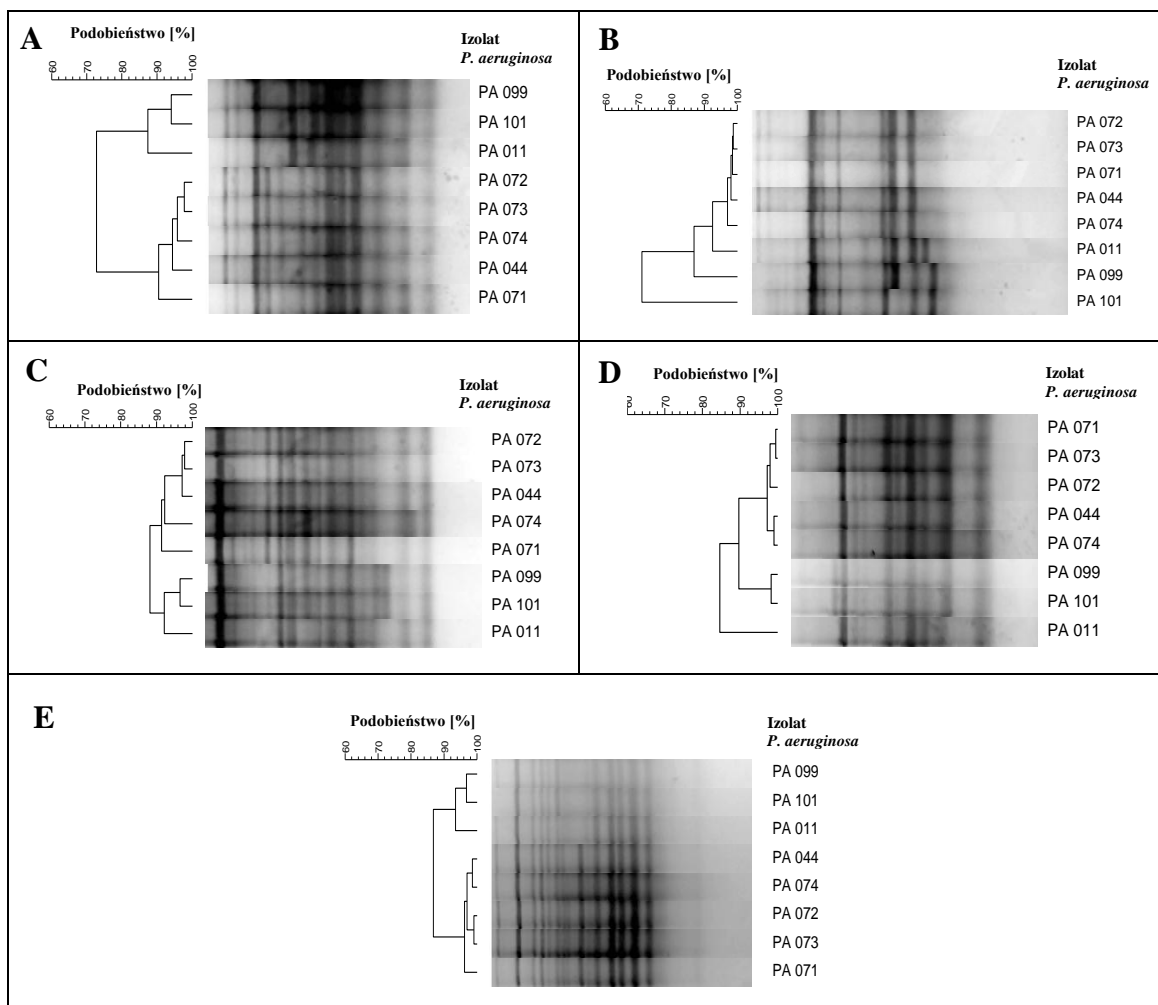 A
Podobieństwo [%]
Izolat
P. aeruginosa
60 70 80 90 100
PA 099
PA 101
PA 011
PA 072
PA 073
PA 074
PA 044
PA 071
B
Podobieństwo [%]
Izolat
P. aeruginosa
60 70 80 90 100
PA 072
PA 073
PA 071
PA 044
PA 074
PA 011
PA 099
PA 101
C
Podobieństwo [%]
Izolat
P. aeruginosa
60 70 80 90 100
PA 072
PA 073
PA 044
PA 074
PA 071
PA 099
PA 101
PA 011
D
Podobieństwo [%]
Izolat
P. aeruginosa
60 70 80 90 100
PA 071
PA 073
PA 072
PA 044
PA 074
PA 099
PA 101
PA 011
E
Podobieństwo [%]
Izolat
P. aeruginosa
60 70 80 90 100
PA 099
PA 101
PA 011
PA 044
PA 074
PA 072
PA 073
PA 071